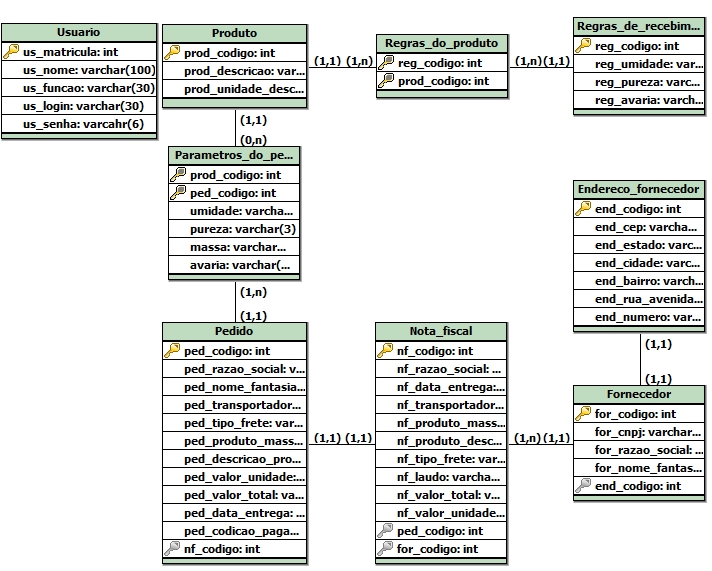 Usuario
us_matricula: int
us_nome: varchar(100)
us_funcao: varchar(30)
us_login: varchar(30)
us_senha: varcahr(6)
Produto
prod_codigo: int
prod_descricao: var...
prod_unidade_desc...
(1,1) (1,n)
Regras_do_produto
reg_codigo: int
prod_codigo: int
(1,n)(1,1)
Regras_de_recebim...
reg_codigo: int
reg_umidade: var...
reg_pureza: varc...
reg_avaria: varch...
(1,1)
(0,n)
Parametros_do_pe...
prod_codigo: int
ped_codigo: int
umidade: varcha...
pureza: varchar(3)
massa: varchar...
avaria: varchar(...
(1,n)
(1,1)
Endereco_fornecedor
end_codigo: int
end_cep: varcha...
end_estado: varc...
end_cidade: varc...
end_bairro: varch...
end_rua_avenida...
end_numero: var...
(1,1)
(1,1)
Pedido
ped_codigo: int
ped_razao_social: v...
ped_nome_fantasia...
ped_transportador...
ped_tipo_frete: var...
ped_produto_mass...
ped_descricao_pro...
ped_valor_unidade:...
ped_valor_total: va...
ped_data_entrega: ...
ped_codicao_paga...
nf_codigo: int
(1,1) (1,1)
Nota_fiscal
nf_codigo: int
nf_razao_social: ...
nf_data_entrega:...
nf_transportador...
nf_produto_mass...
nf_produto_desc...
nf_tipo_frete: var...
nf_laudo: varcha...
nf_valor_total: v...
nf_valor_unidade...
ped_codigo: int
for_codigo: int
(1,n)(1,1)
Fornecedor
for_codigo: int
for_cnpj: varchar...
for_razao_social: ...
for_nome_fantas...
end_codigo: int